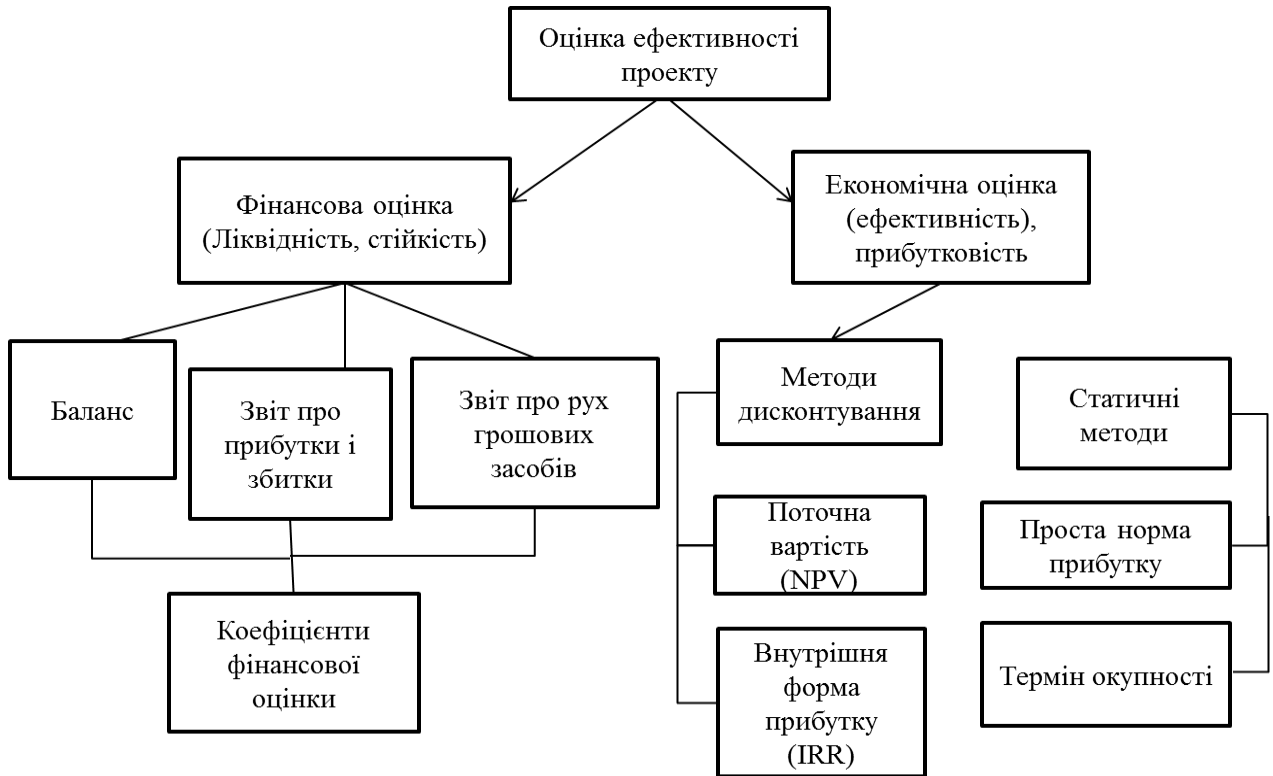 Оцінка ефективності
проекту
Фінансова оцінка
(Ліквідність, стійкість)
Економічна оцінка
(ефективність),
прибутковість
Баланс
Звіт про
прибутки і
збитки
Звіт про рух
грошових
засобів
Методи
дисконтування
Статичні
методи
Поточна
вартість
(NPV)
Проста норма
прибутку
Коефіцієнти
фінансової
оцінки
Внутрішня
форма
прибутку
(IRR)
Термін окупності